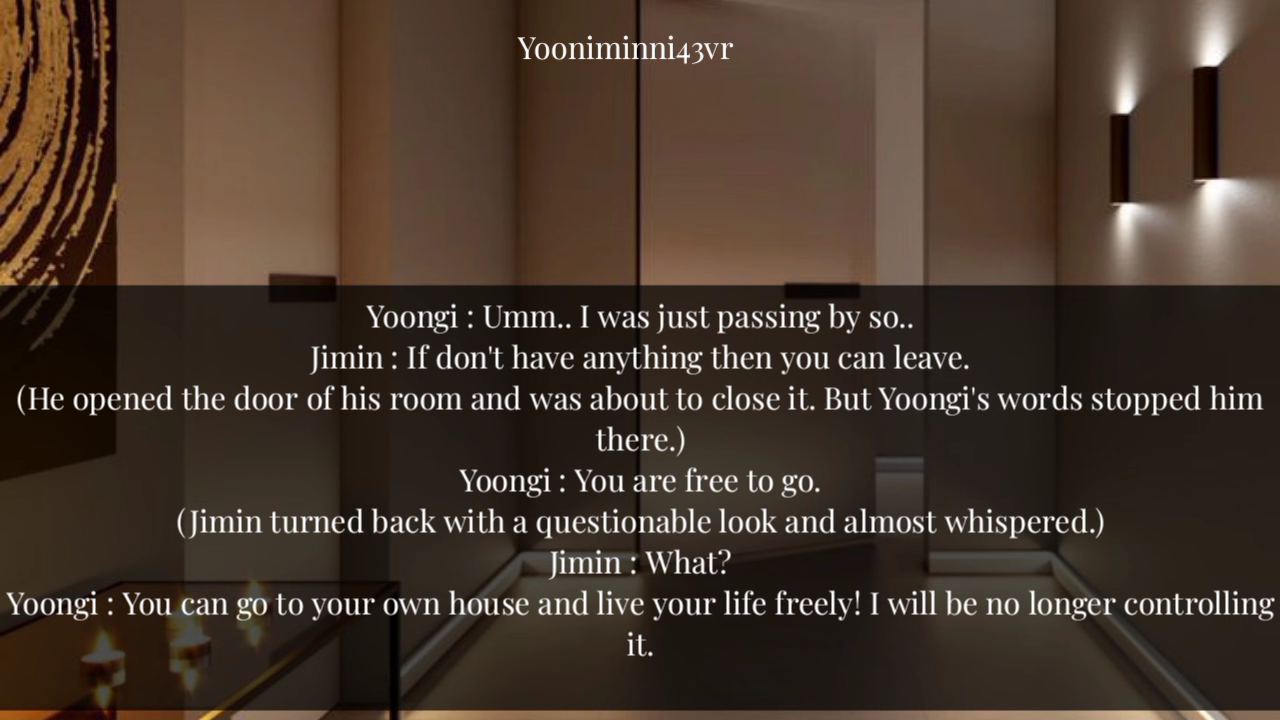 Yooniminni43vr
Yoongi : Umm.. I was just passing by so..
Jimin : If don't have anything then you can leave.
(He opened the door of his room and was about to close it. But Yoongi's words stopped him
there.)
Yoongi : You are free to go.
(Jimin turned back with a questionable look and almost whispered.)
Jimin : What?
Yoongi : You can go to your own house and live your life freely! I will be no longer controlling
it.